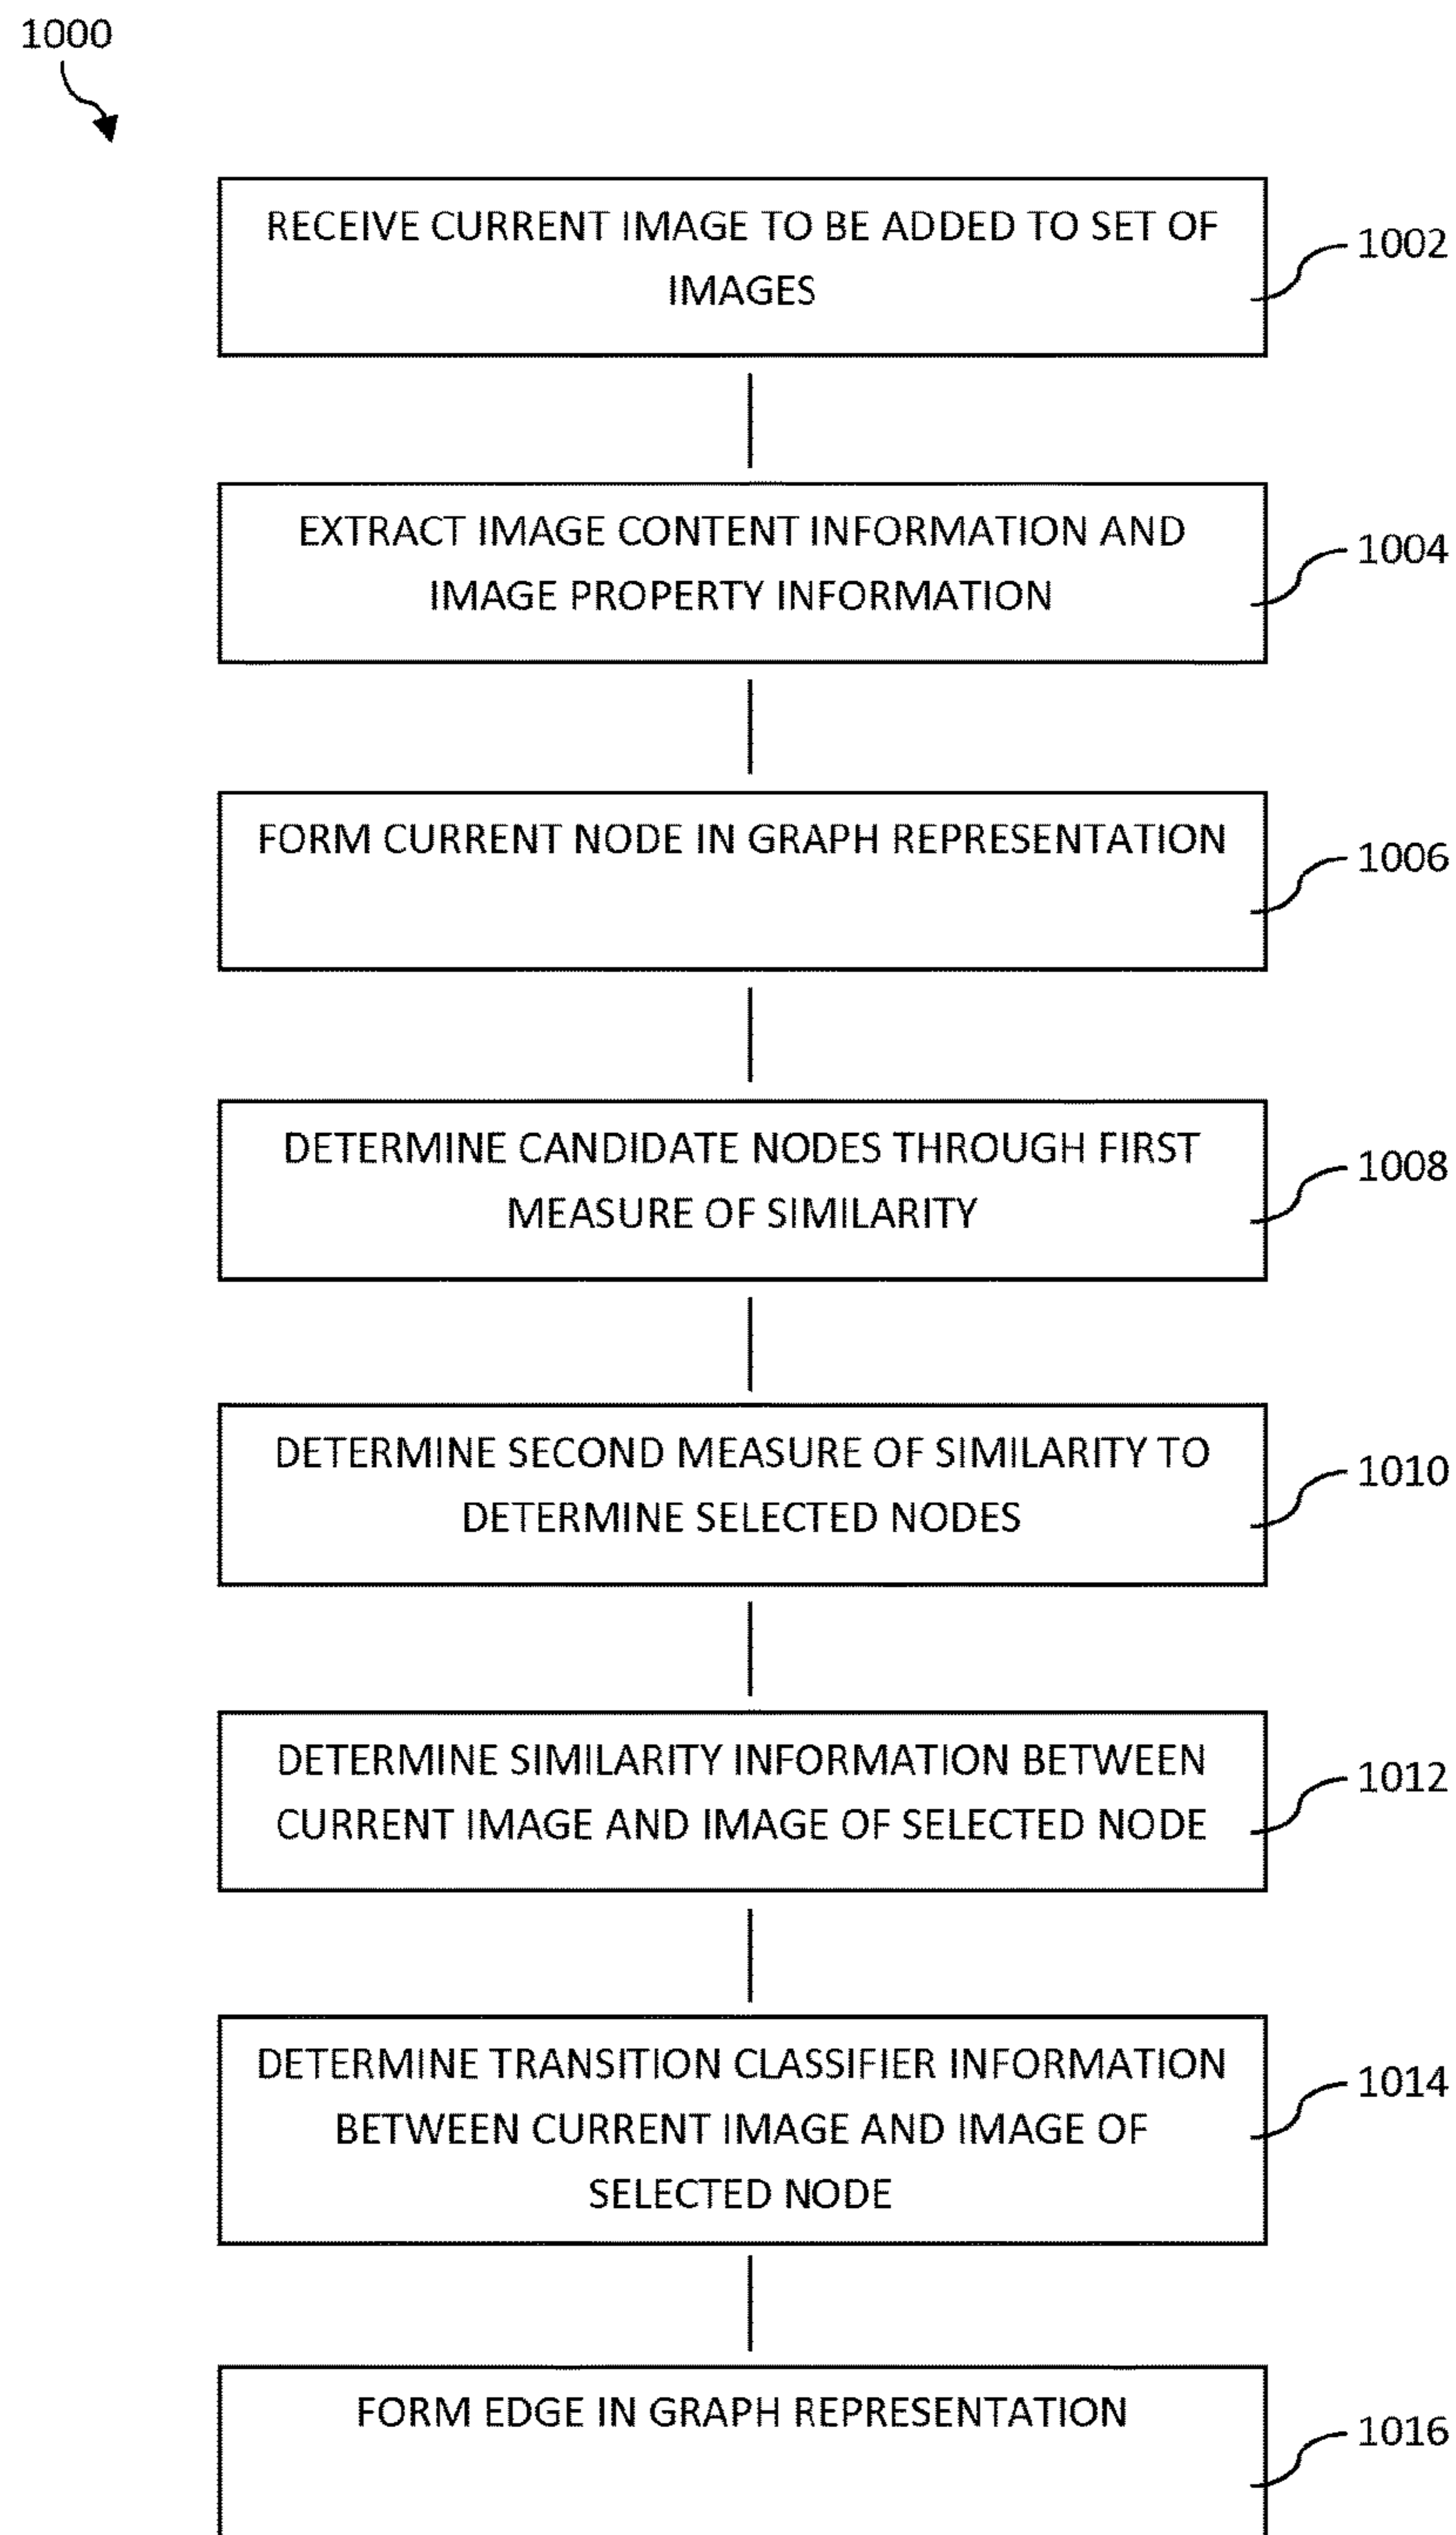 1000
RECEIVE CURRENT IMAGE TO BE ADDED TO SET OF
IMAGES
1002
EXTRACT IMAGE CONTENT INFORMATION AND
IMAGE PROPERTY INFORMATION
1004
FORM CURRENT NODE IN GRAPH REPRESENTATION
1006
DETERMINE CANDIDATE NODES THROUGH FIRST
MEASURE OF SIMILARITY
1008
DETERMINE SECOND MEASURE OF SIMILARITY TO
DETERMINE SELECTED NODES
1010
DETERMINE SIMILARITY INFORMATION BETWEEN
CURRENT IMAGE AND IMAGE OF SELECTED NODE
1012
DETERMINE TRANSITION CLASSIFIER INFORMATION
BETWEEN CURRENT IMAGE AND IMAGE OF
SELECTED NODE
1014
FORM EDGE IN GRAPH REPRESENTATION
1016